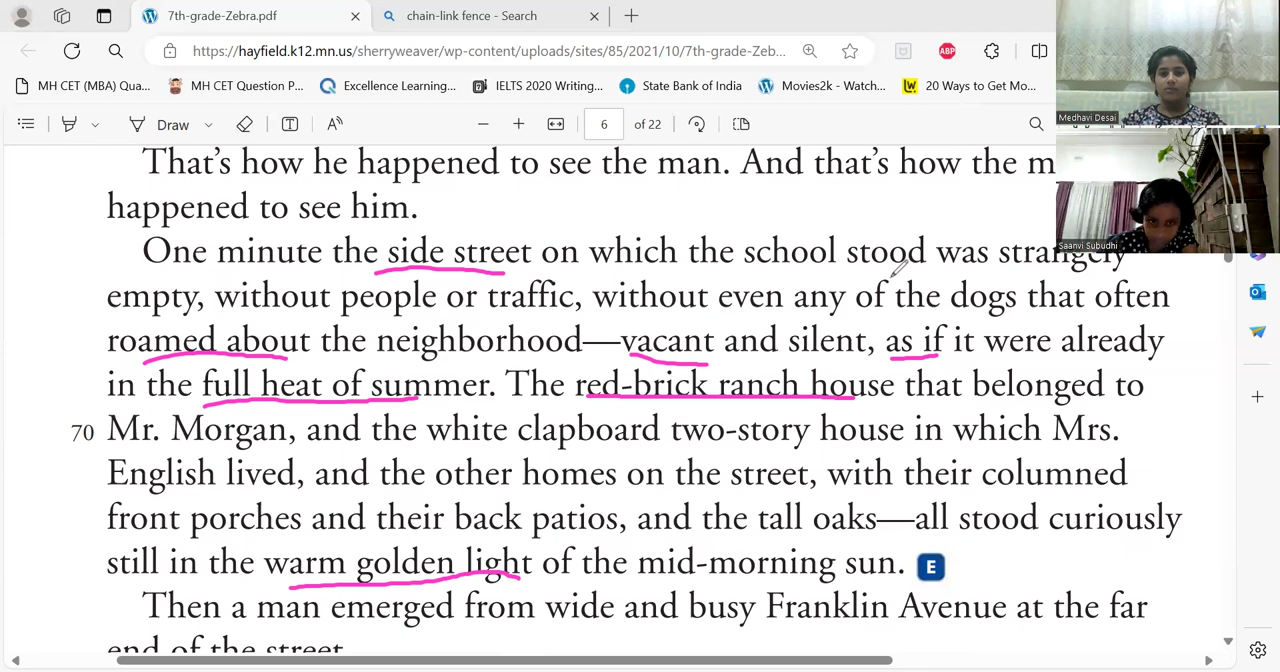 7th-grade-Zebra.pdf
chain-link fence - Search
https://hayfield.k12.mn.us/sherryweaver/wp-content/uploads/sites/85/2021/10/7th-grade-Zeb...
ABP
MH CET (MBA) Qua...
MH CET Question P...
Excellence Learning...
IELTS 2020 Writing...
State Bank of India
Movies2k - Watch...
20 Ways to Get Mo...
Draw
6 of 22
Medhavi Desai
Saanvi Subudhi
That's how he happened to see the man. And that's how the m
happened to see him.
One minute the side street on which the school stood was strangely
empty, without people or traffic, without even any of the dogs that often
roamed about the neighborhood—vacant and silent, as if it were already
in the full heat of summer. The red-brick ranch house that belonged to
70 Mr. Morgan, and the white clapboard two-story house in which Mrs.
English lived, and the other homes on the street, with their columned
front porches and their back patios, and the tall oaks—all stood curiously
still in the warm golden light of the mid-morning sun. E
Then a man emerged from wide and busy Franklin Avenue at the far
end of the street.